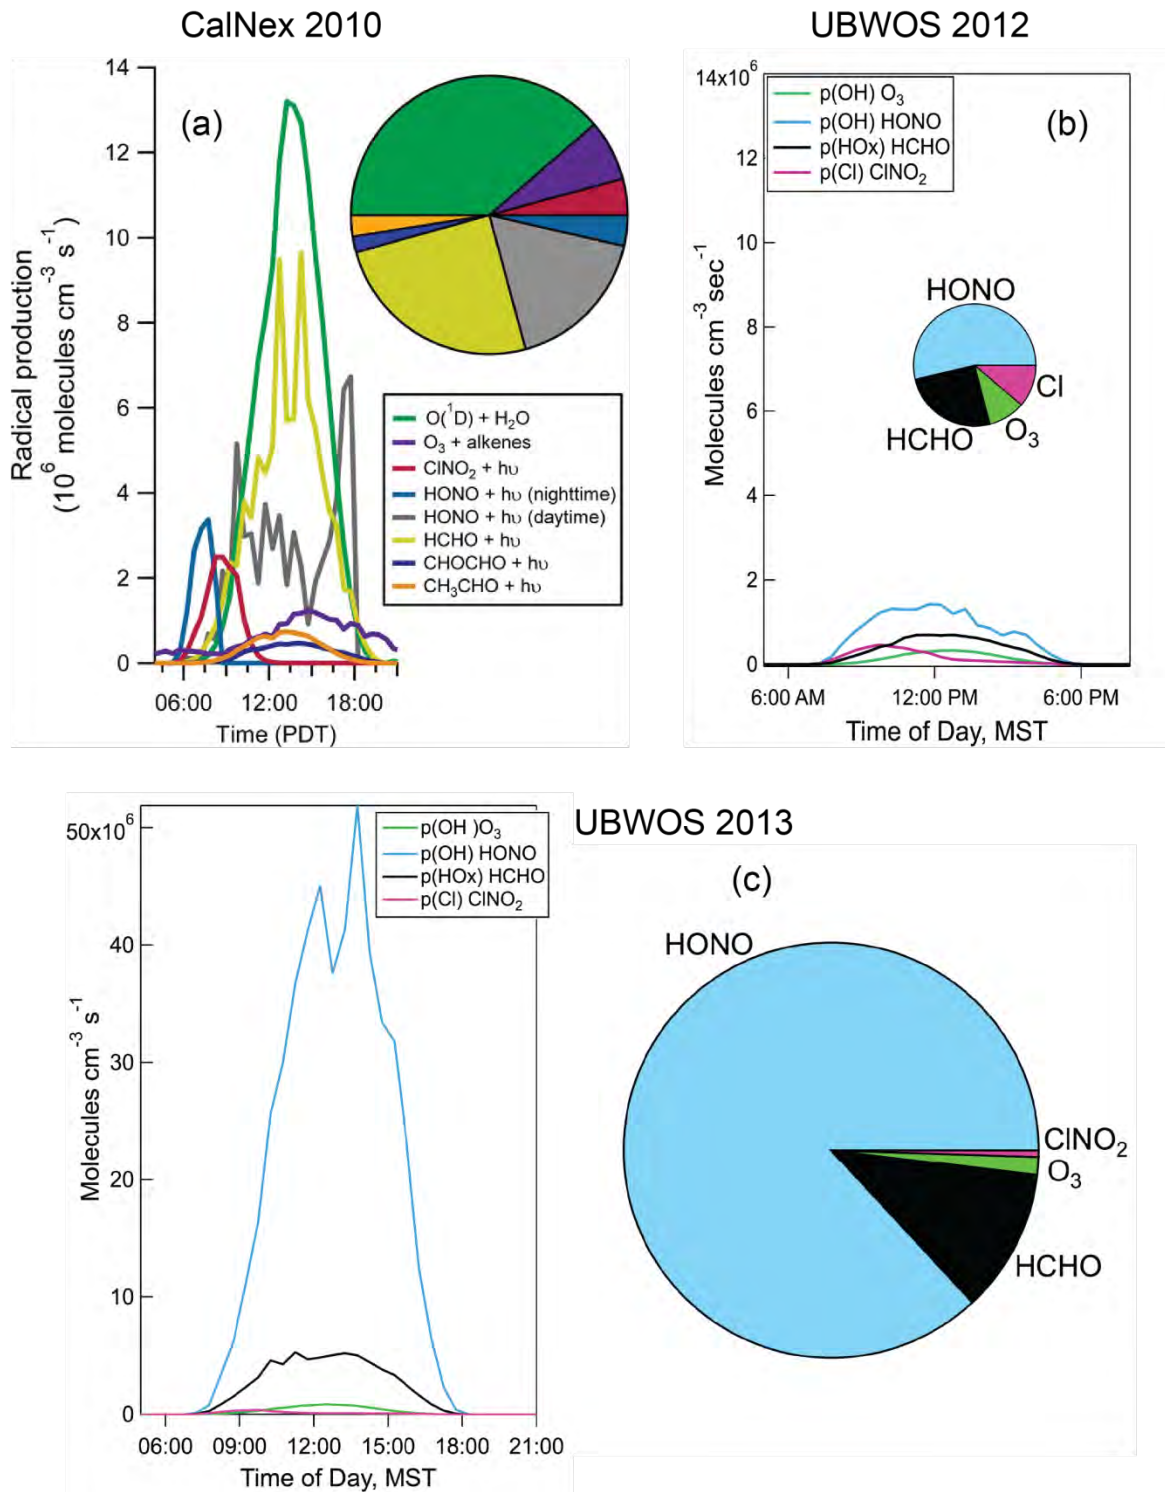 CalNex 2010
UBWOS 2012
(a)
14
12
10
8
6
4
2
0
Radical production
(10⁶ molecules cm⁻³ s⁻¹)
O(¹D) + H₂O
O₃ + alkenes
ClNO₂ + hυ
HONO + hυ (nighttime)
HONO + hυ (daytime)
HCHO + hυ
CHOCHO + hυ
CH₃CHO + hυ
06:00 12:00 18:00
Time (PDT)
14x10⁶
12
10
8
6
4
2
0
Molecules cm⁻³ sec⁻¹
p(OH) O₃
p(OH) HONO
p(HOx) HCHO
p(Cl) ClNO₂
(b)
HONO
Cl
O₃
HCHO
6:00 AM 12:00 PM 6:00 PM
Time of Day, MST
UBWOS 2013
50x10⁶
40
30
20
10
0
Molecules cm⁻³ s⁻¹
p(OH )O₃
p(OH) HONO
p(HOx) HCHO
p(Cl) ClNO₂
06:00 09:00 12:00 15:00 18:00 21:00
Time of Day, MST
(c)
HONO
ClNO₂
O₃
HCHO